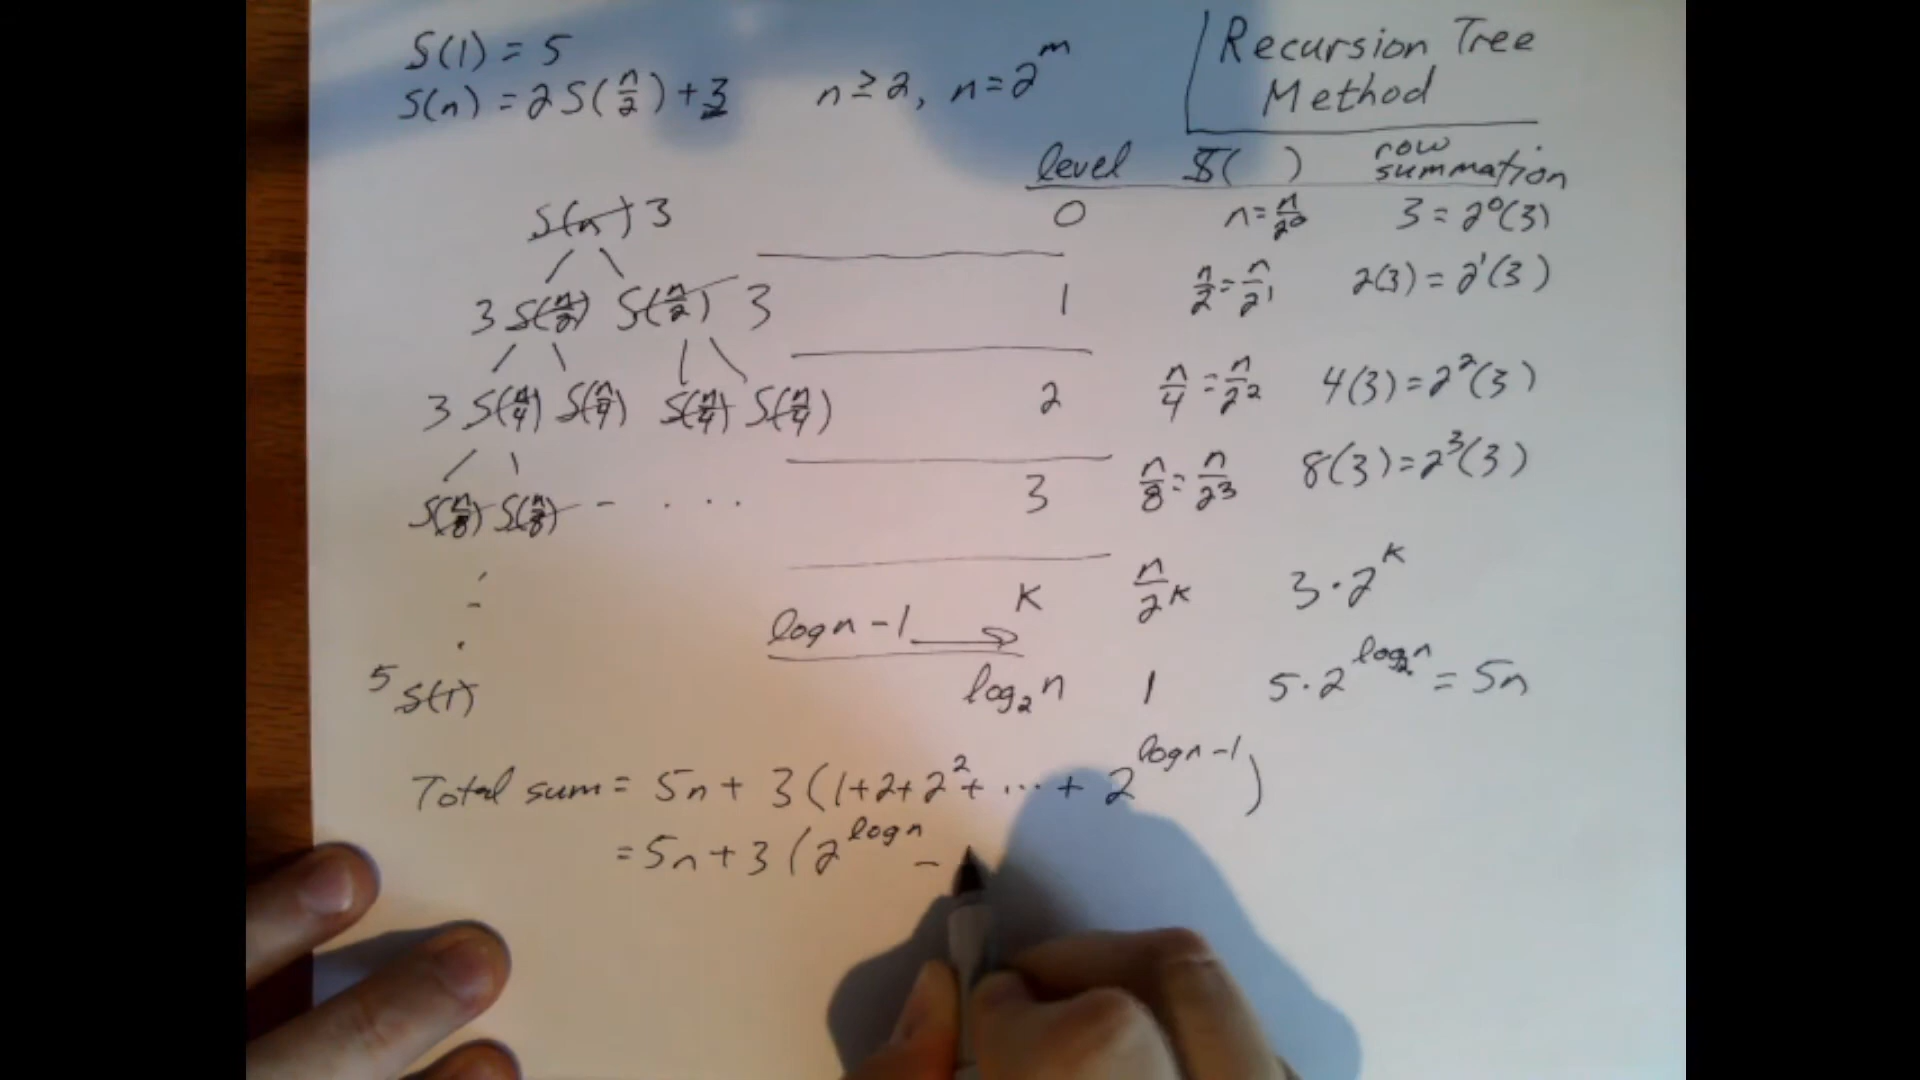 S(1) = 5
S(n) = 2S(n/2) + 3    n ≥ 2, n = 2^m
Recursion Tree
Method
level    S( )    row summation
S(n) 3    0    n = n/2^0    3 = 2^0(3)
3 S(n/2) S(n/2) 3    1    n/2 = n/2^1    2(3) = 2^1(3)
3 S(n/4) S(n/4) S(n/4) S(n/4)    2    n/4 = n/2^2    4(3) = 2^2(3)
S(n/8) S(n/8) - . . .    3    n/8 = n/2^3    8(3) = 2^3(3)
log n - 1 →    K    n/2^K    3 · 2^K
5 S(1)    log₂ n    1    5 · 2^(log₂ n) = 5n
Total sum = 5n + 3(1+2+2^2+ ... + 2^(log n - 1))
= 5n + 3(2^(log n) -